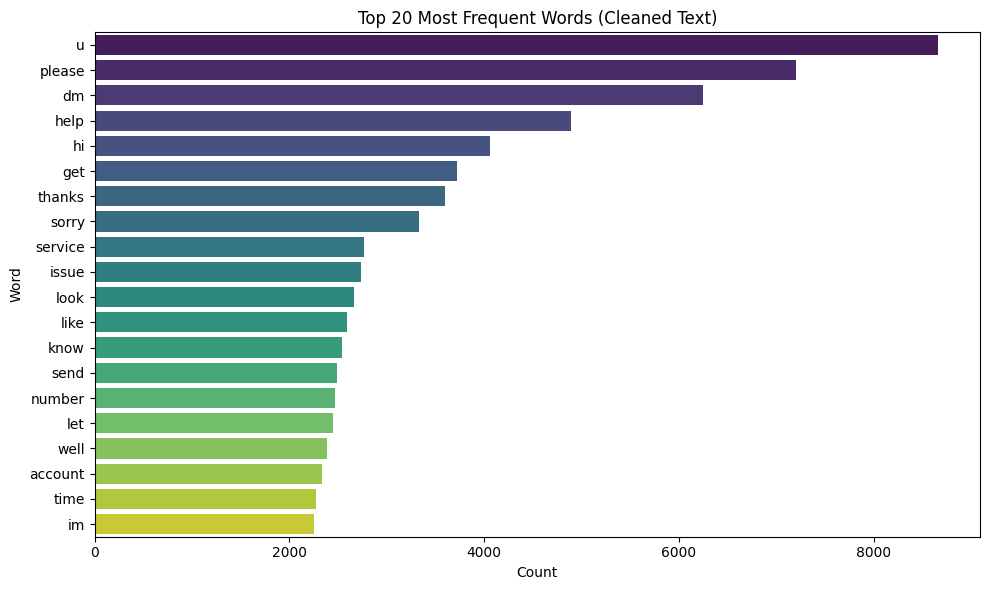 Top 20 Most Frequent Words (Cleaned Text)
Word
u
please
dm
help
hi
get
thanks
sorry
service
issue
look
like
know
send
number
let
well
account
time
im
0 2000 4000 6000 8000
Count